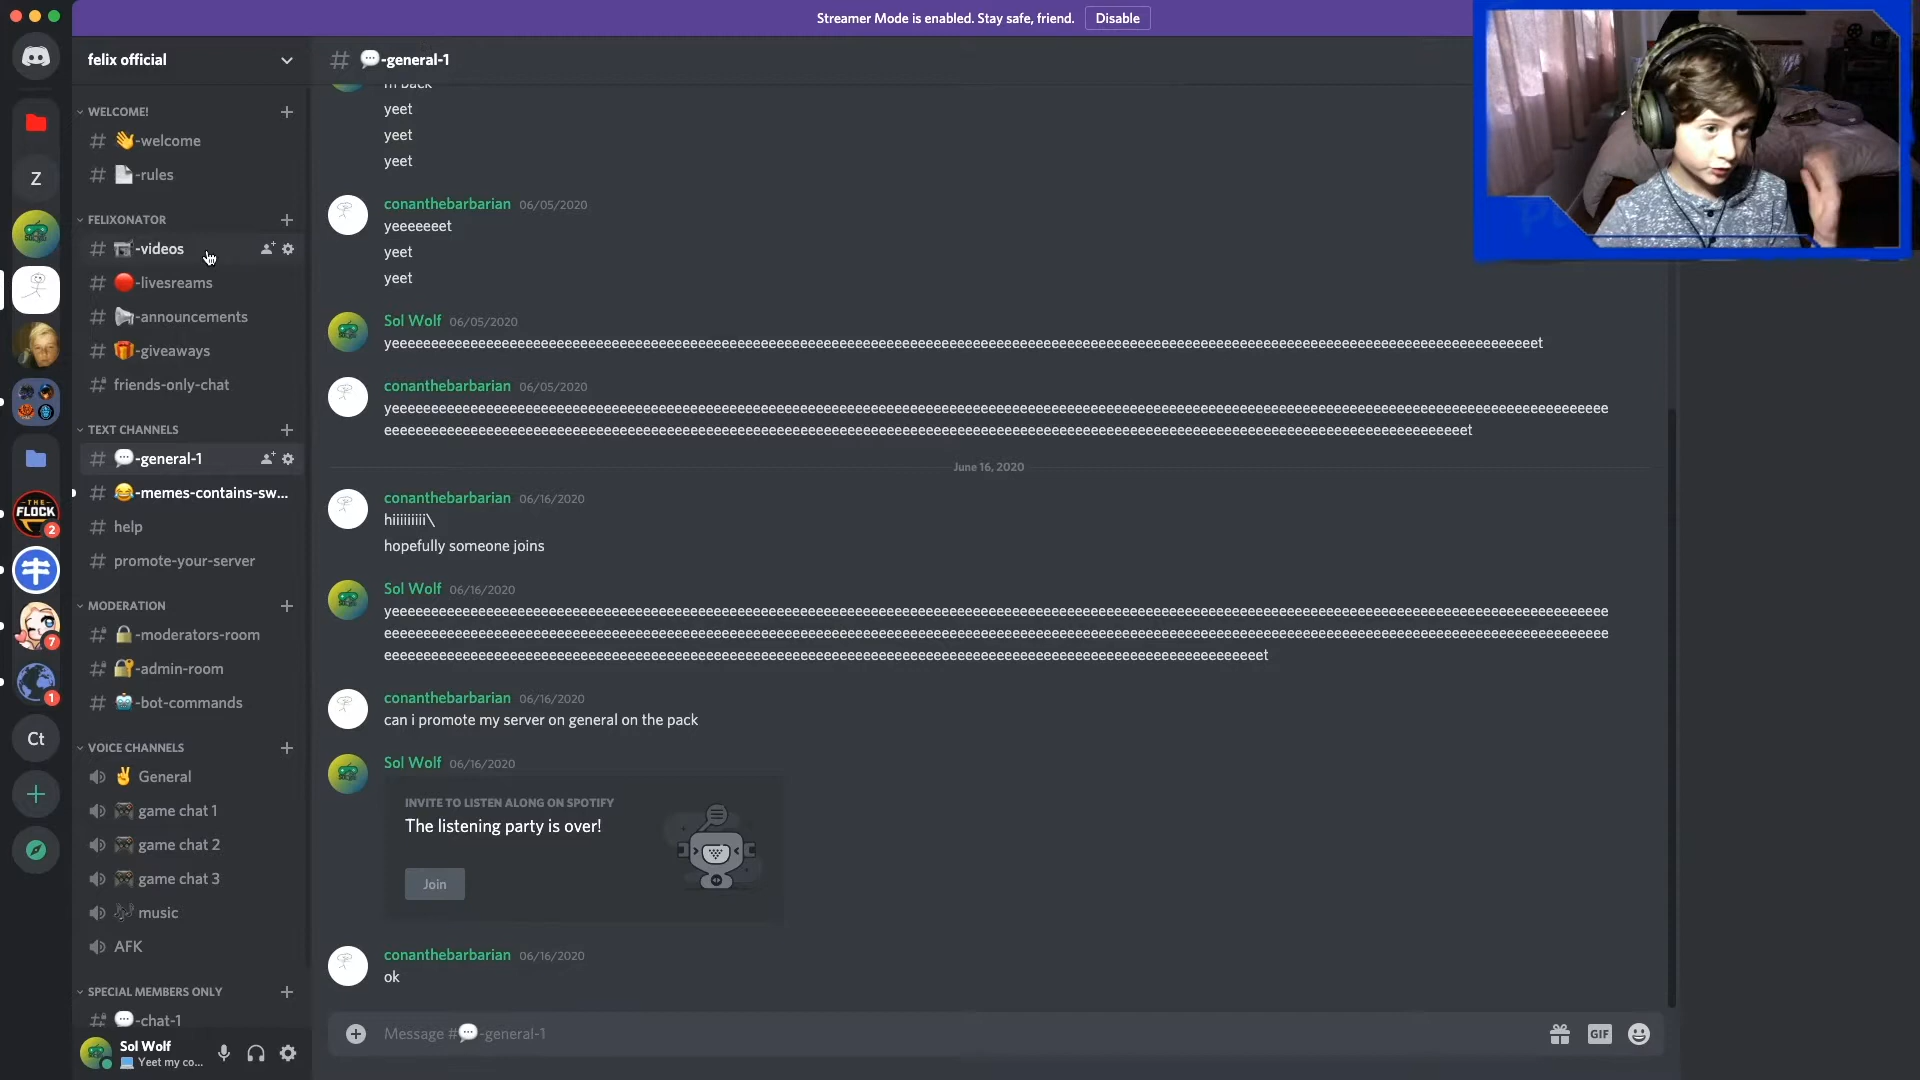 Streamer Mode is enabled. Stay safe, friend.
Disable
felix official
WELCOME!
-welcome
-rules
FELIXONATOR
-videos
-livesreams
-announcements
-giveaways
friends-only-chat
TEXT CHANNELS
-general-1
-memes-contains-sw...
help
promote-your-server
MODERATION
-moderators-room
-admin-room
-bot-commands
VOICE CHANNELS
General
game chat 1
game chat 2
game chat 3
music
AFK
SPECIAL MEMBERS ONLY
-chat-1
Sol Wolf
Yeet my co...
Z
THE
FLOCK
2
7
1
Ct
# 💬-general-1
yeet
yeet
yeet
conanthebarbarian 06/05/2020
yeeeeeeet
yeet
yeet
Sol Wolf 06/05/2020
conanthebarbarian 06/05/2020
June 16, 2020
conanthebarbarian 06/16/2020
hiiiiiiiii\
hopefully someone joins
Sol Wolf 06/16/2020
conanthebarbarian 06/16/2020
can i promote my server on general on the pack
Sol Wolf 06/16/2020
INVITE TO LISTEN ALONG ON SPOTIFY
The listening party is over!
Join
conanthebarbarian 06/16/2020
ok
Message #💬-general-1
GIF